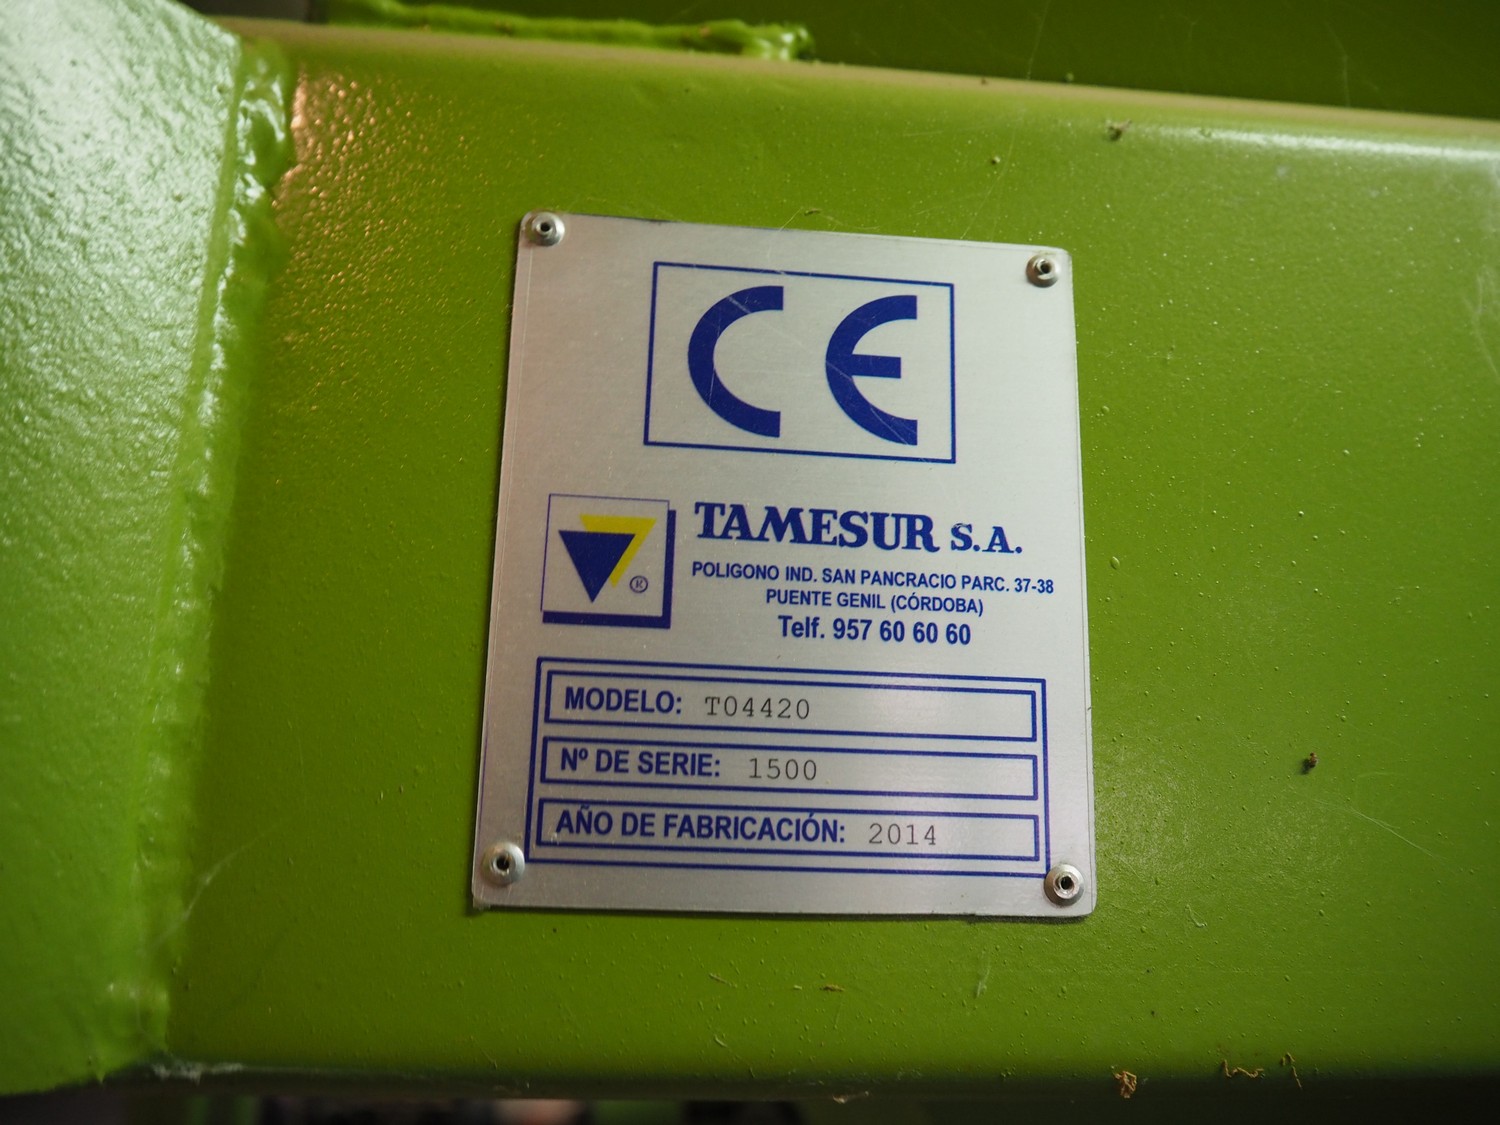 CE
TAMESUR S.A.
POLIGONO IND. SAN PANCRACIO PARC. 37-38
PUENTE GENIL (CÓRDOBA)
Telf. 957 60 60 60
MODELO: T04420
Nº DE SERIE: 1500
AÑO DE FABRICACIÓN: 2014